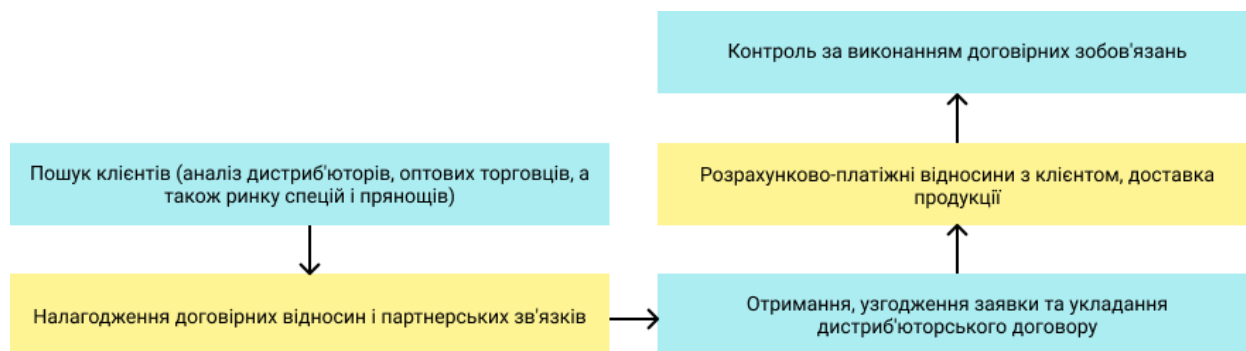 Контроль за виконанням договірних зобов'язань
Пошук клієнтів (аналіз дистриб'юторів, оптових торговців, а
також ринку спецій і прянощів)
Розрахунково-платіжні відносини з клієнтом, доставка
продукції
Налагодження договірних відносин і партнерських зв'язків
Отримання, узгодження заявки та укладання
дистриб'юторського договору